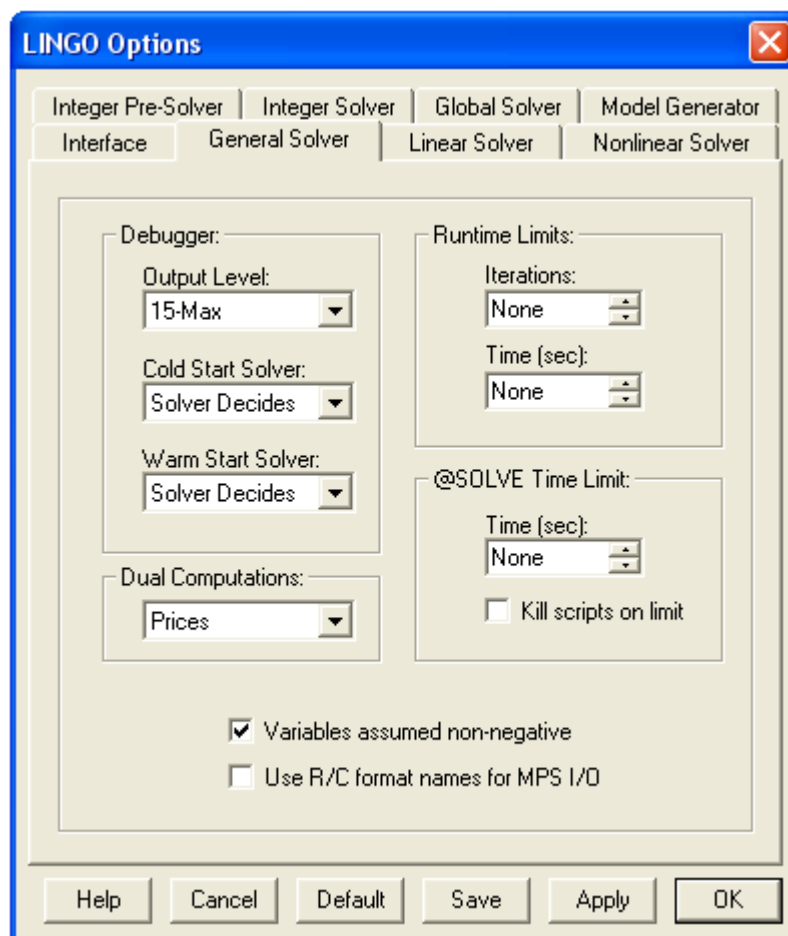 LINGO Options
Integer Pre-Solver
Integer Solver
Global Solver
Model Generator
Interface
General Solver
Linear Solver
Nonlinear Solver
Debugger:
Output Level:
15-Max
Cold Start Solver:
Solver Decides
Warm Start Solver:
Solver Decides
Dual Computations:
Prices
Runtime Limits:
Iterations:
None
Time (sec):
None
@SOLVE Time Limit:
Time (sec):
None
Kill scripts on limit
Variables assumed non-negative
Use R/C format names for MPS I/O
Help
Cancel
Default
Save
Apply
OK